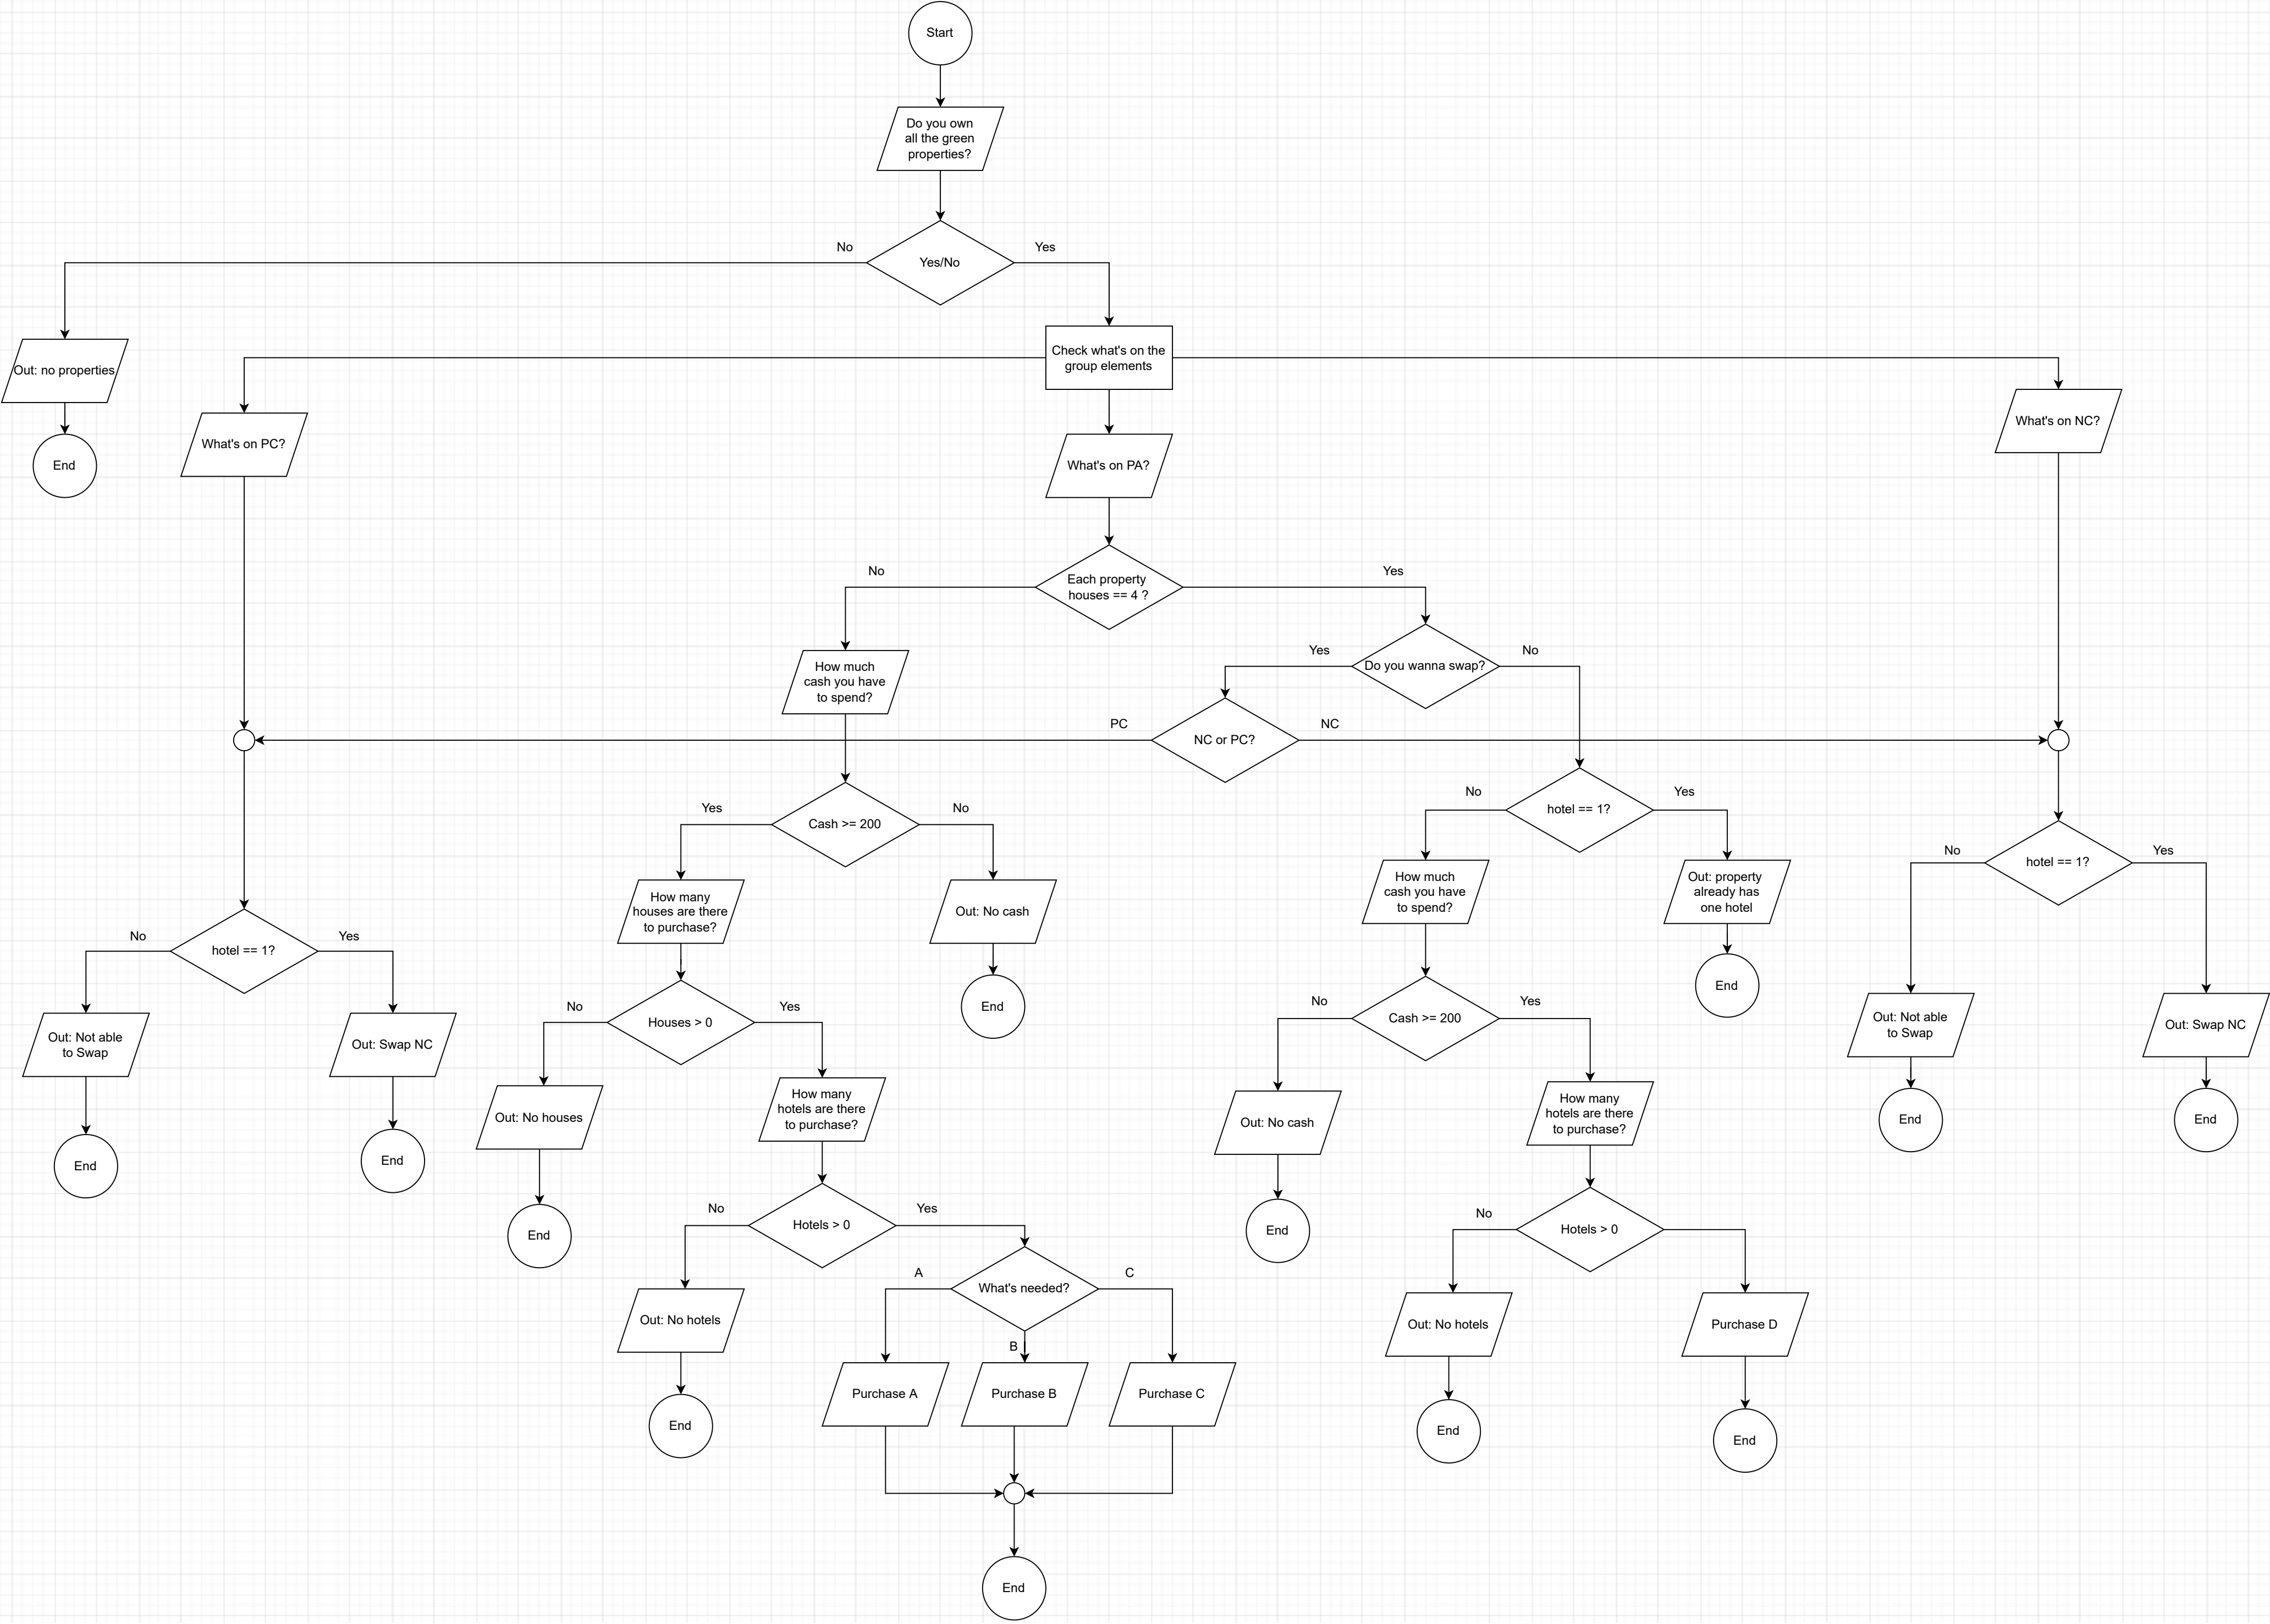 Start
Do you own
all the green
properties?
No
Yes
Yes/No
Check what's on the
group elements
Out: no properties
What's on PC?
What's on NC?
End
What's on PA?
No
Yes
Each property
houses == 4 ?
How much
cash you have
to spend?
Yes
No
Do you wanna swap?
PC
NC
NC or PC?
Yes
No
Cash >= 200
No
Yes
hotel == 1?
No
Yes
hotel == 1?
How many
houses are there
to purchase?
Out: No cash
How much
cash you have
to spend?
Out: property
already has
one hotel
No
Yes
hotel == 1?
End
End
No
Yes
Houses > 0
No
Yes
Cash >= 200
Out: Not able
to Swap
Out: Swap NC
Out: Not able
to Swap
Out: Swap NC
Out: No houses
How many
hotels are there
to purchase?
Out: No cash
How many
hotels are there
to purchase?
End
End
End
End
End
No
Yes
Hotels > 0
End
No
Hotels > 0
A
C
What's needed?
B
Out: No hotels
Out: No hotels
Purchase D
Purchase A
Purchase B
Purchase C
End
End
End
End